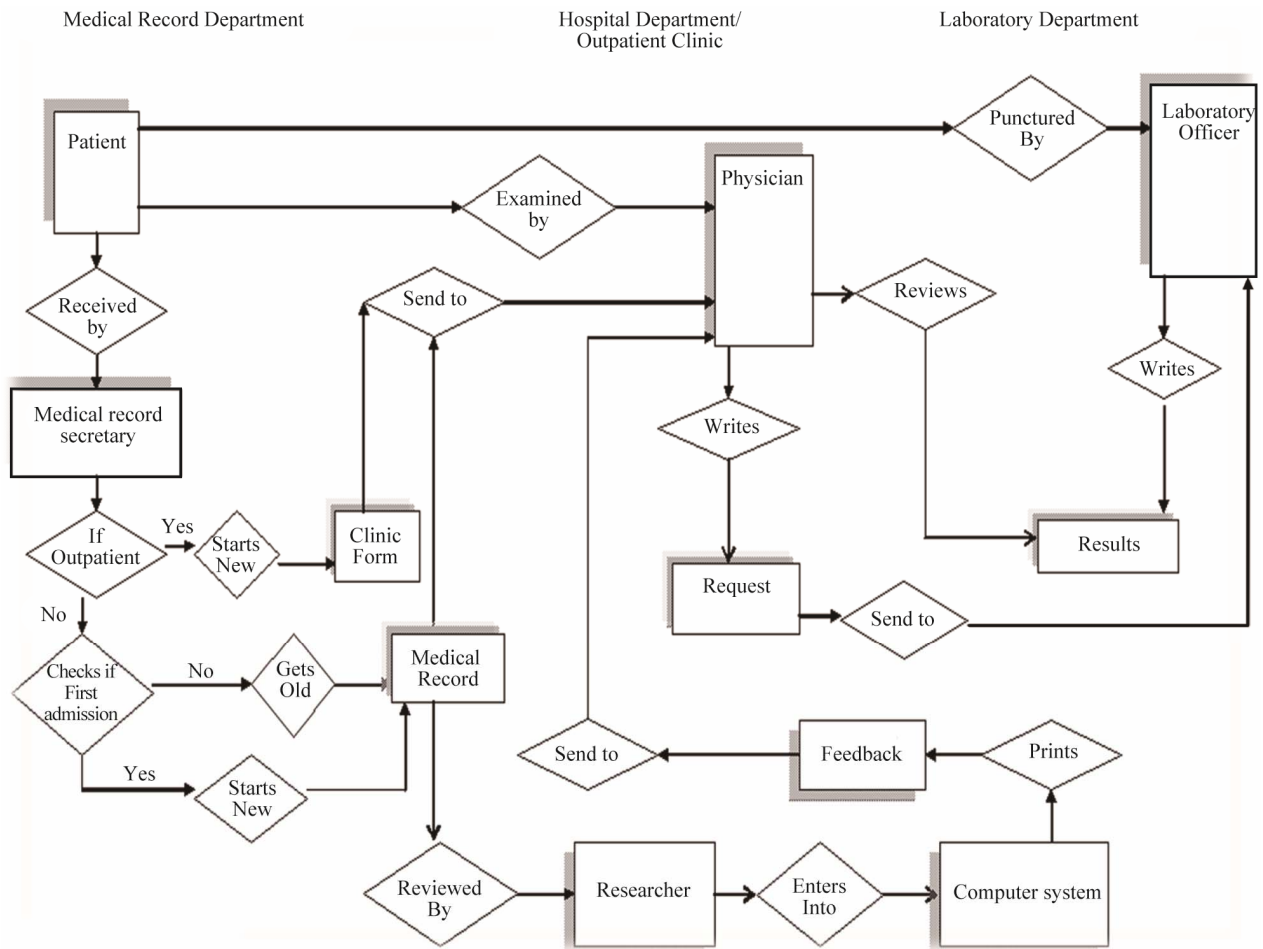 Medical Record Department
Hospital Department/
Outpatient Clinic
Laboratory Department
Patient
Punctured
By
Laboratory
Officer
Examined
by
Physician
Received
by
Send to
Reviews
Writes
Medical record
secretary
Writes
If
Outpatient
Yes
Starts
New
Clinic
Form
Results
Request
Send to
No
Checks if
First
admission
No
Gets
Old
Medical
Record
Yes
Starts
New
Send to
Feedback
Prints
Reviewed
By
Researcher
Enters
Into
Computer system